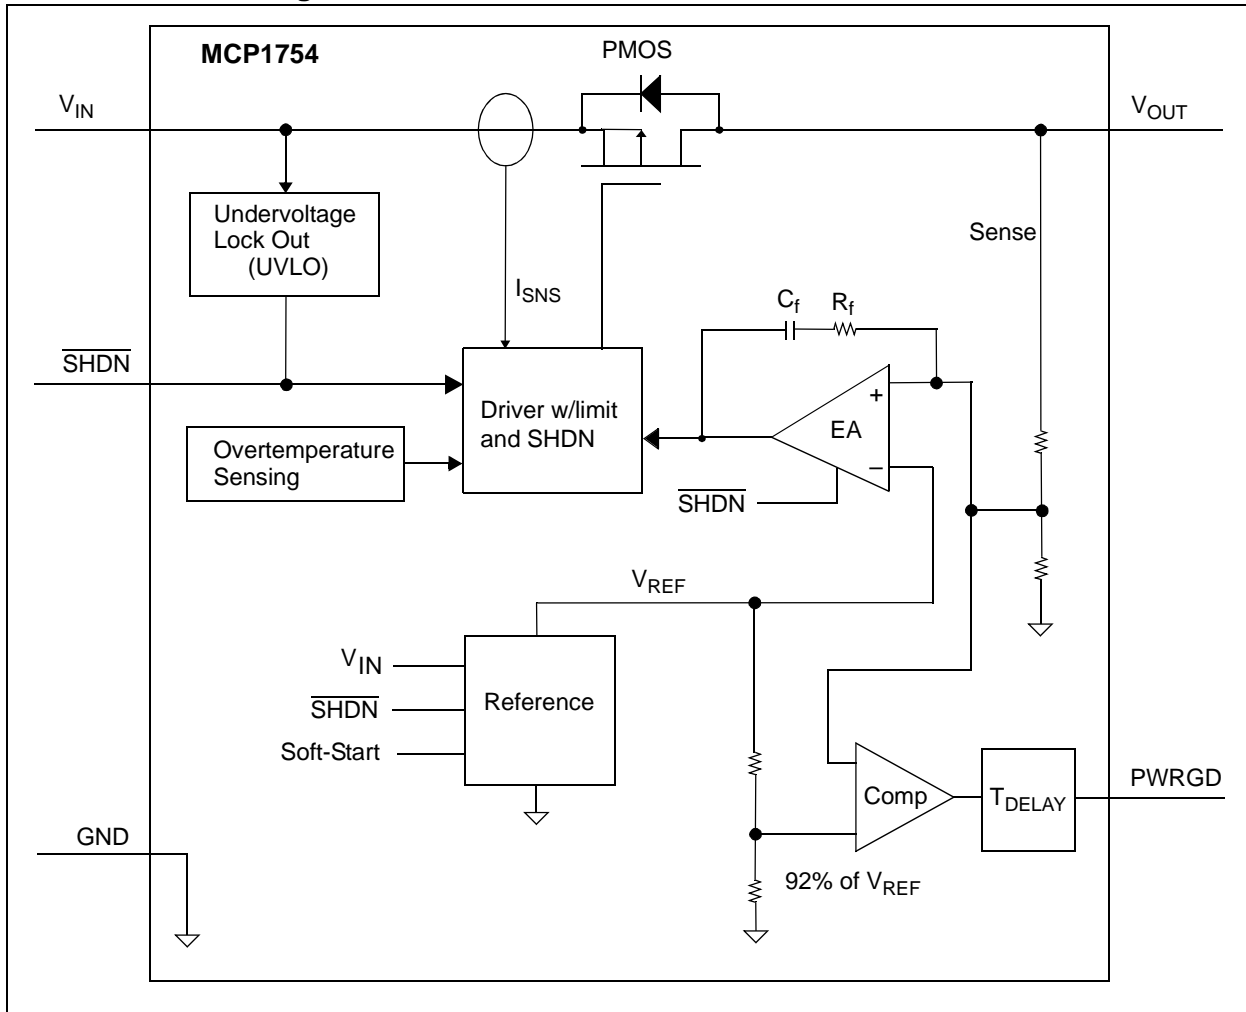 MCP1754
PMOS
VIN
VOUT
Undervoltage
Lock Out
(UVLO)
Sense
ISNS
Cf
Rf
SHDN
Driver w/limit
and SHDN
+
EA
−
Overtemperature
Sensing
SHDN
VREF
VIN
SHDN
Soft-Start
Reference
Comp
TDELAY
PWRGD
GND
92% of VREF